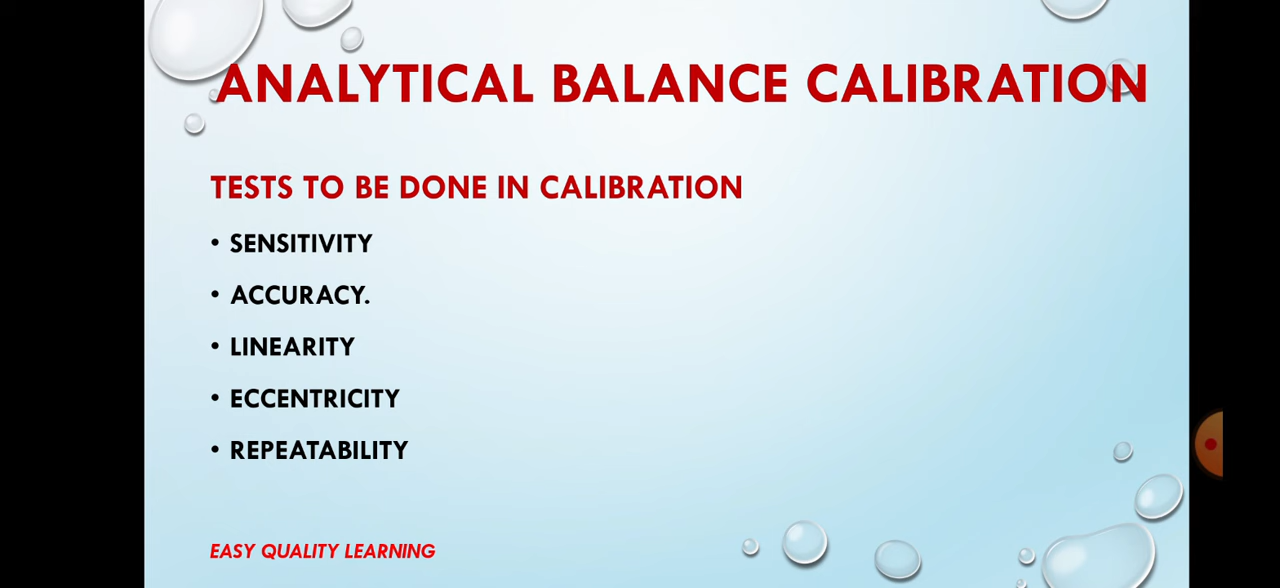 ANALYTICAL BALANCE CALIBRATION
TESTS TO BE DONE IN CALIBRATION
• SENSITIVITY
• ACCURACY.
• LINEARITY
• ECCENTRICITY
• REPEATABILITY
EASY QUALITY LEARNING